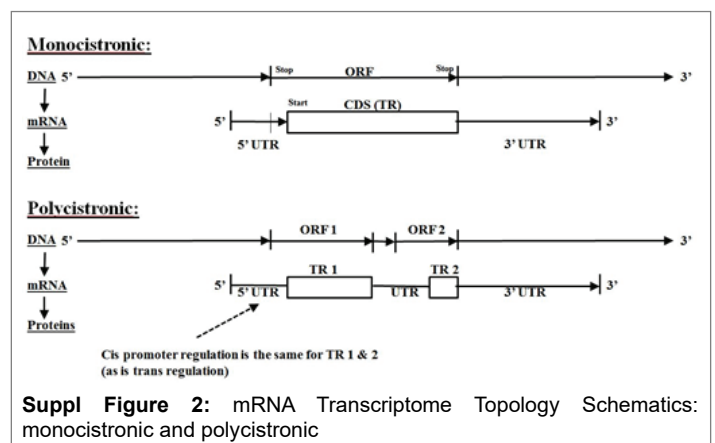 Monocistronic:
Stop ORF Stop
DNA 5' 3'
Start CDS (TR)
mRNA 5' 3'
5' UTR 3' UTR
Protein
Polycistronic:
ORF 1 ORF 2
DNA 5' 3'
TR 1 TR 2
mRNA 5' 5' UTR UTR 3' UTR 3'
Proteins
Cis promoter regulation is the same for TR 1 & 2
(as is trans regulation)
Suppl Figure 2: mRNA Transcriptome Topology Schematics:
monocistronic and polycistronic